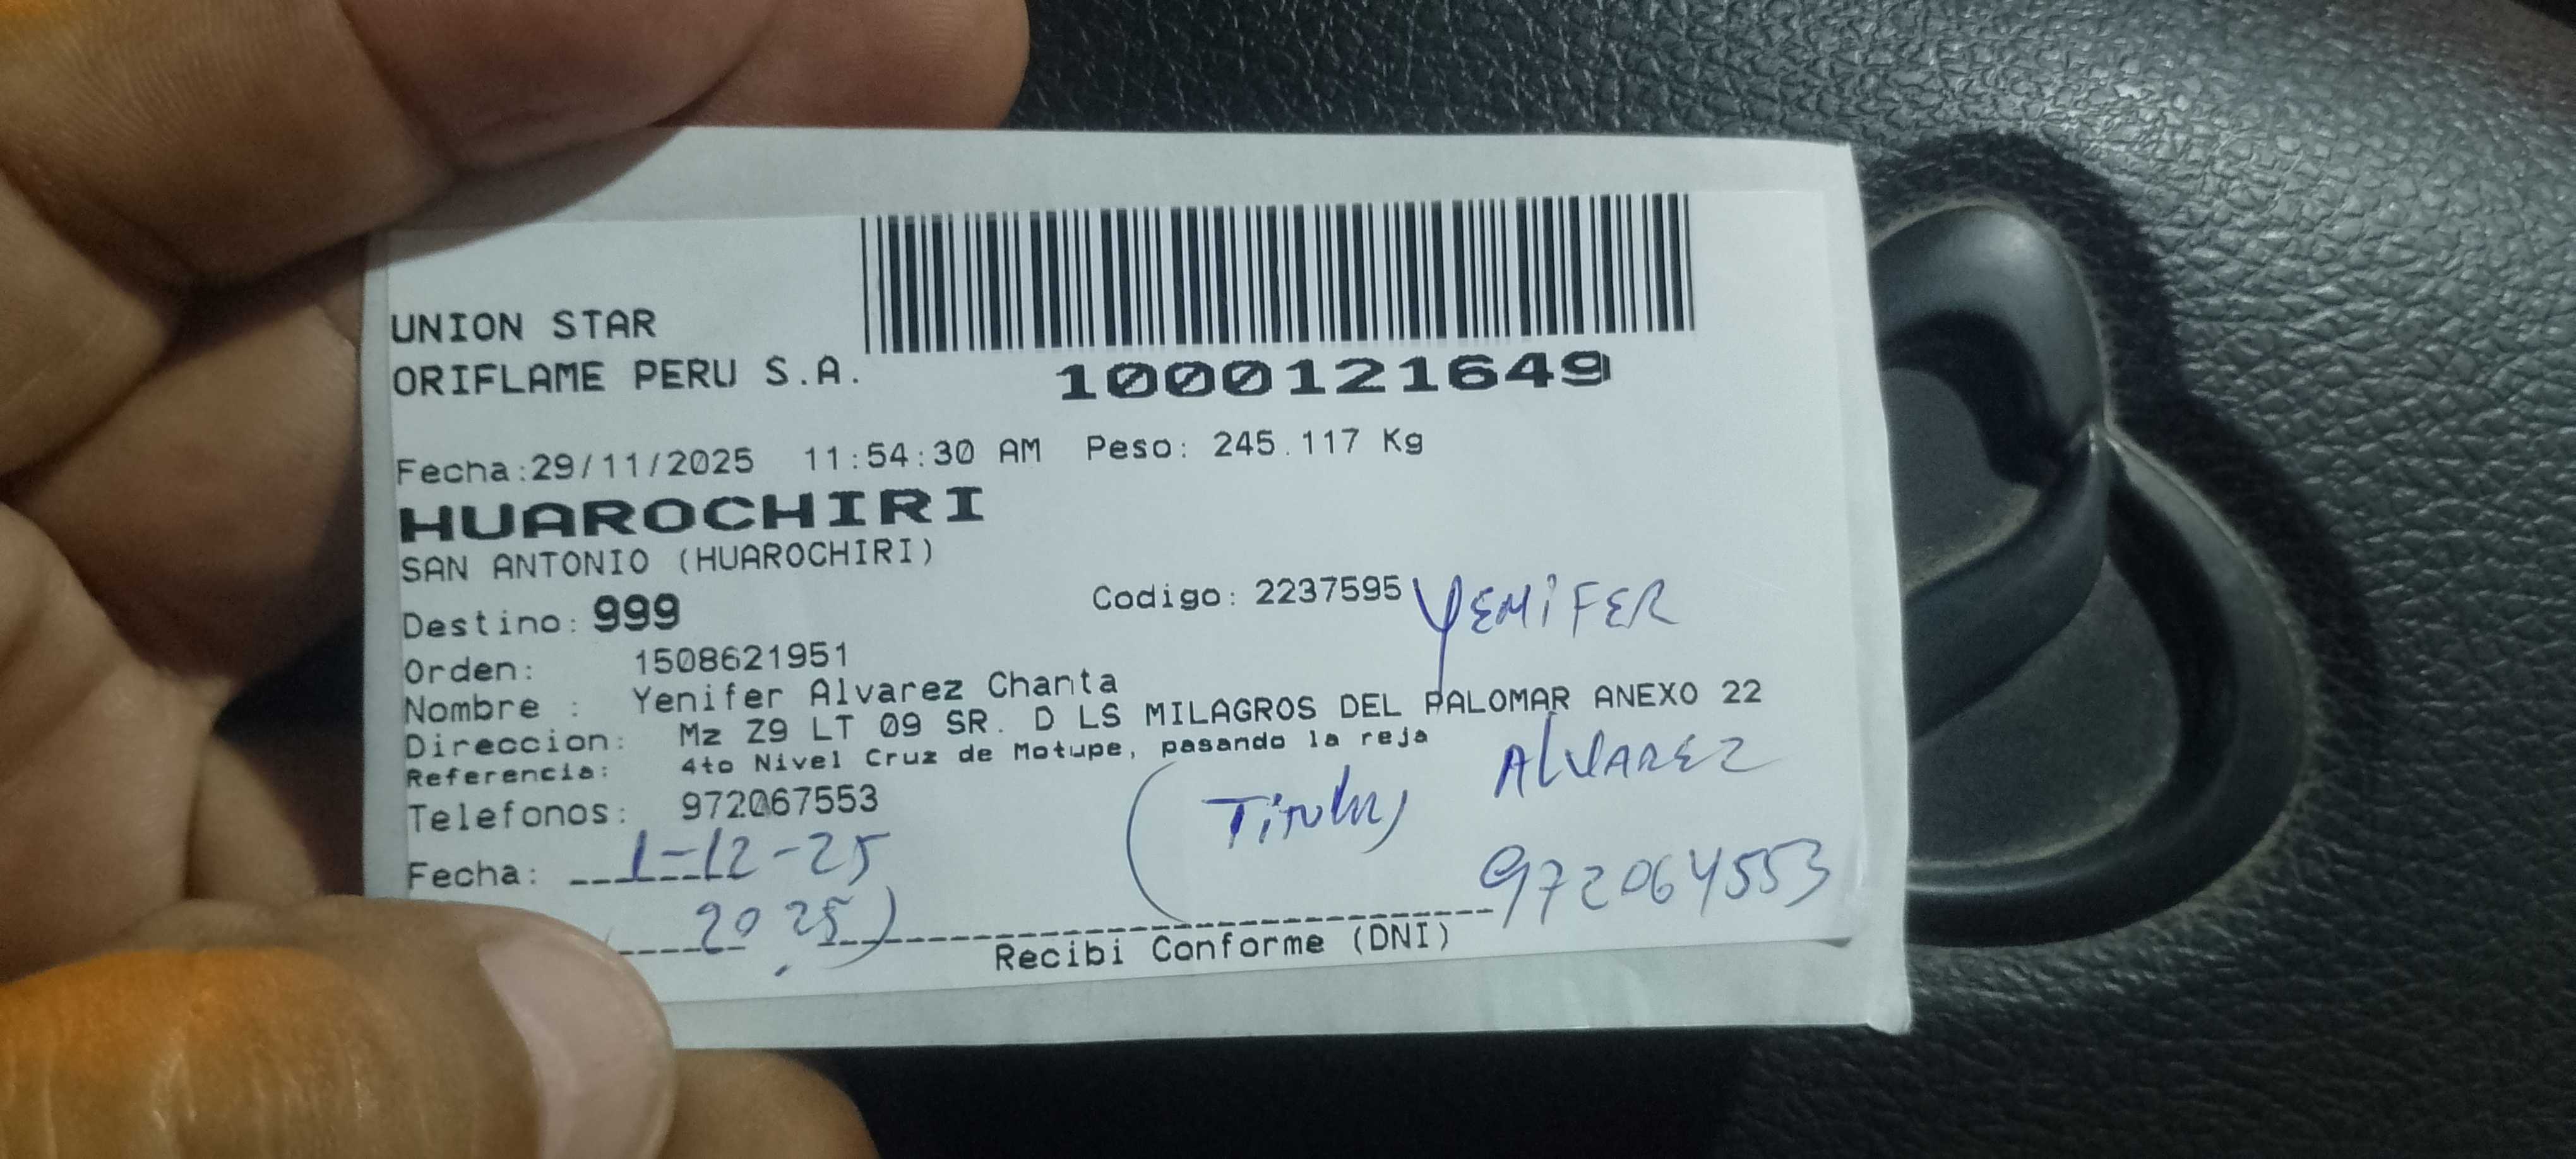 UNION STAR
ORIFLAME PERU S.A.
1000121649
Fecha:29/11/2025 11:54:30 AM Peso: 245.117 Kg
HUAROCHIRI
SAN ANTONIO (HUAROCHIRI)
Destino: 999 Codigo: 2237595 YEMiFER
Orden: 1508621951
Nombre : Yenifer Alvarez Chanta
Direccion: Mz Z9 LT 09 SR. D LS MILAGROS DEL PALOMAR ANEXO 22
Referencia: 4to Nivel Cruz de Motupe, pasando la reja
AlVAREZ
Telefonos: 972067553
Fecha: 1-12-25
972064553
20.25)
Recibi Conforme (DNI)